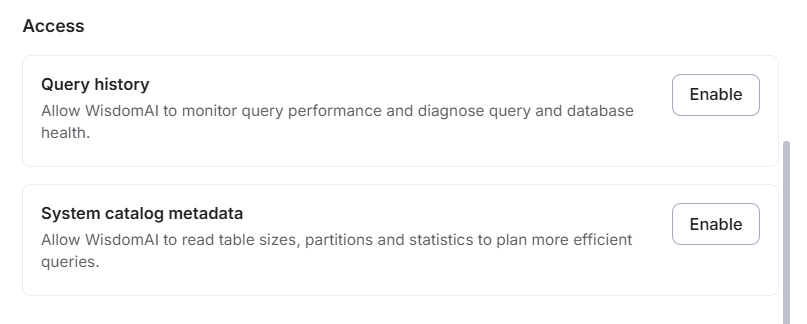 Access
Query history
Enable
Allow WisdomAI to monitor query performance and diagnose query and database
health.
System catalog metadata
Enable
Allow WisdomAI to read table sizes, partitions and statistics to plan more efficient
queries.